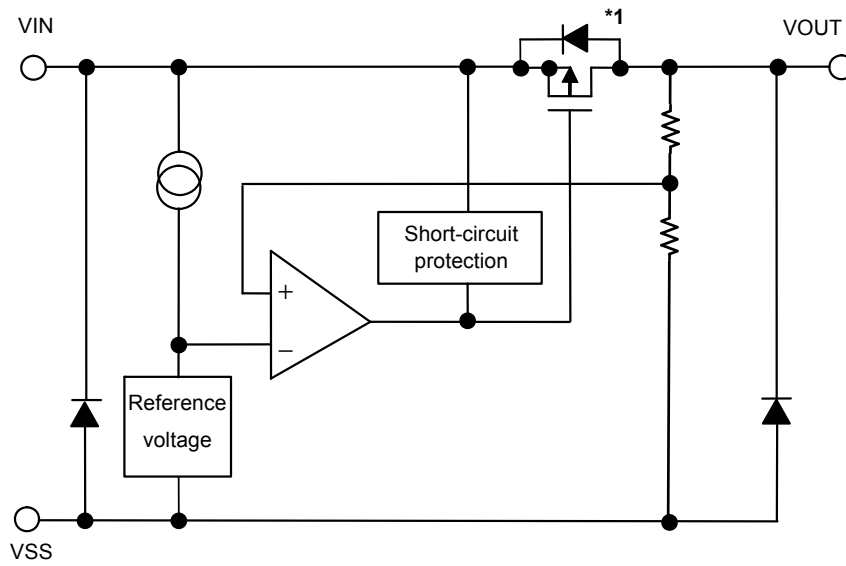 *1
VIN
VOUT
Short-circuit
protection
+
−
Reference
voltage
VSS